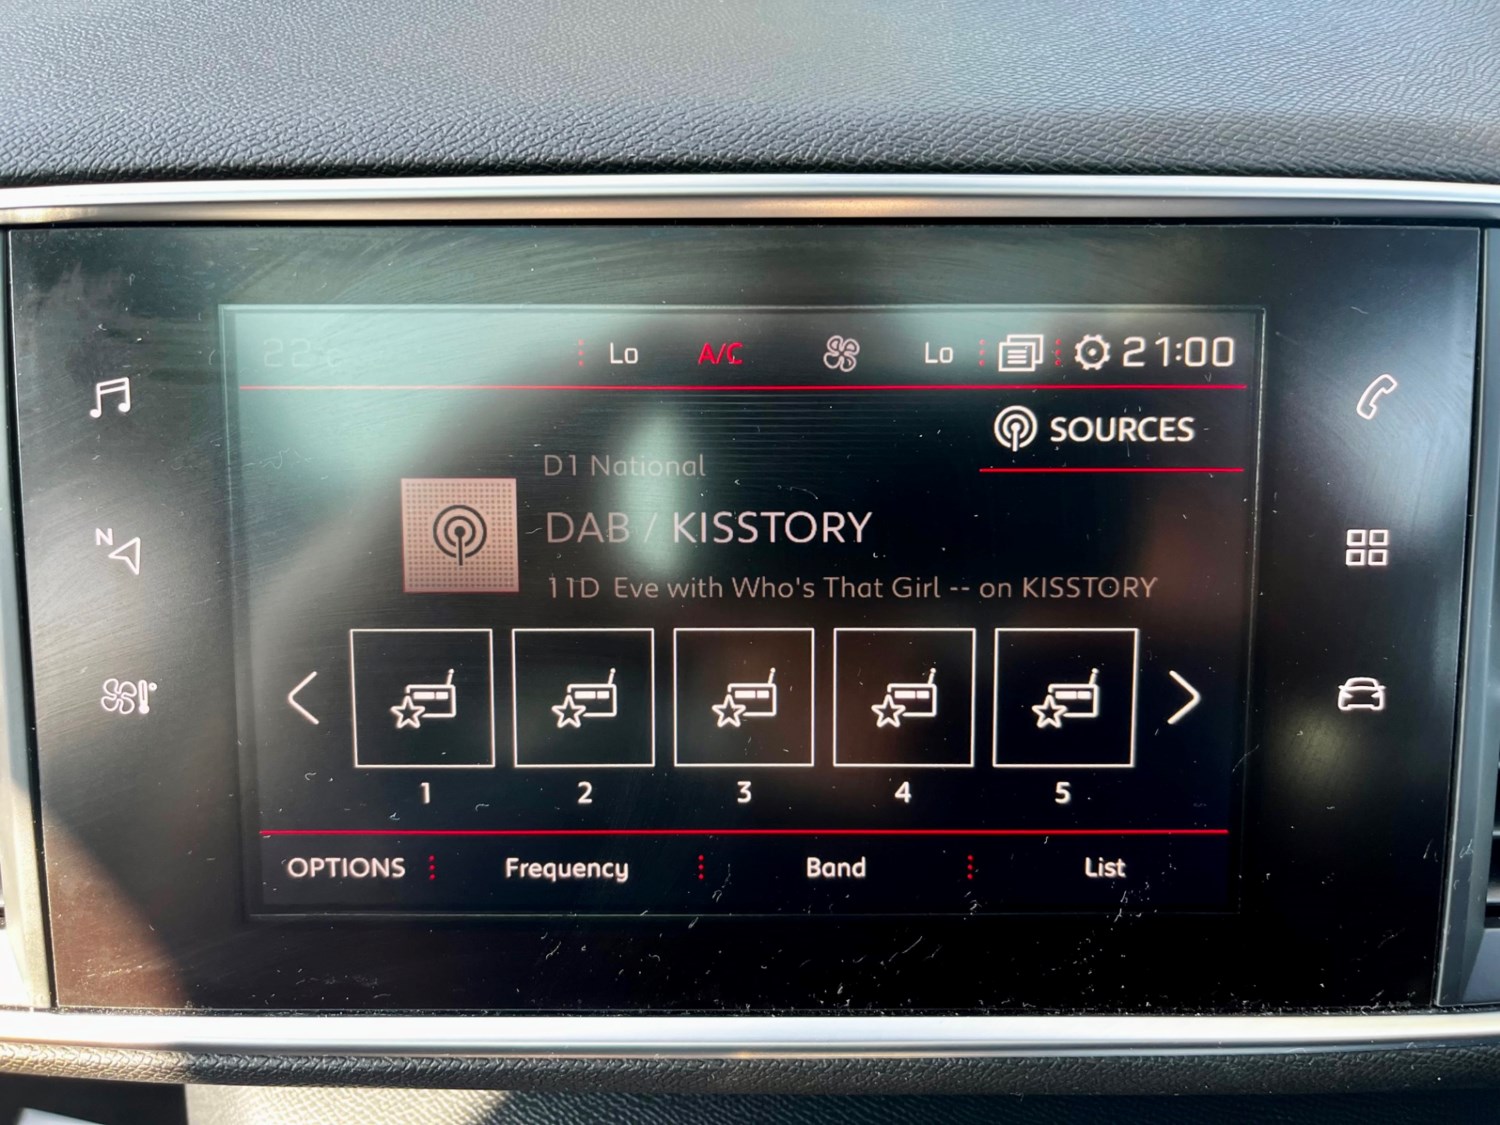 Lo A/C Lo 21:00
SOURCES
D1 National
DAB / KISSTORY
11D Eve with Who's That Girl -- on KISSTORY
N
1 2 3 4 5
OPTIONS Frequency Band List